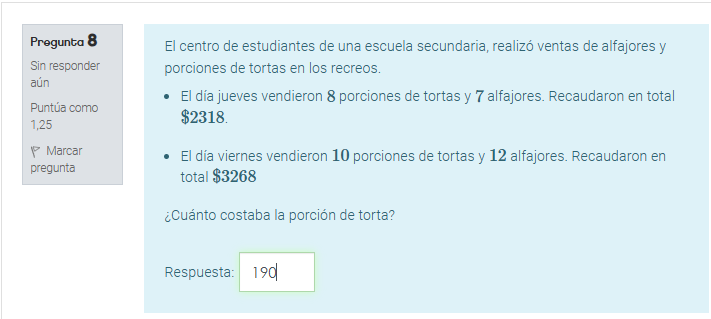 Pregunta 8
Sin responder
aún
Puntúa como
1,25
Marcar
pregunta
El centro de estudiantes de una escuela secundaria, realizó ventas de alfajores y
porciones de tortas en los recreos.
• El día jueves vendieron 8 porciones de tortas y 7 alfajores. Recaudaron en total
$2318.
• El día viernes vendieron 10 porciones de tortas y 12 alfajores. Recaudaron en
total $3268
¿Cuánto costaba la porción de torta?
Respuesta: 190